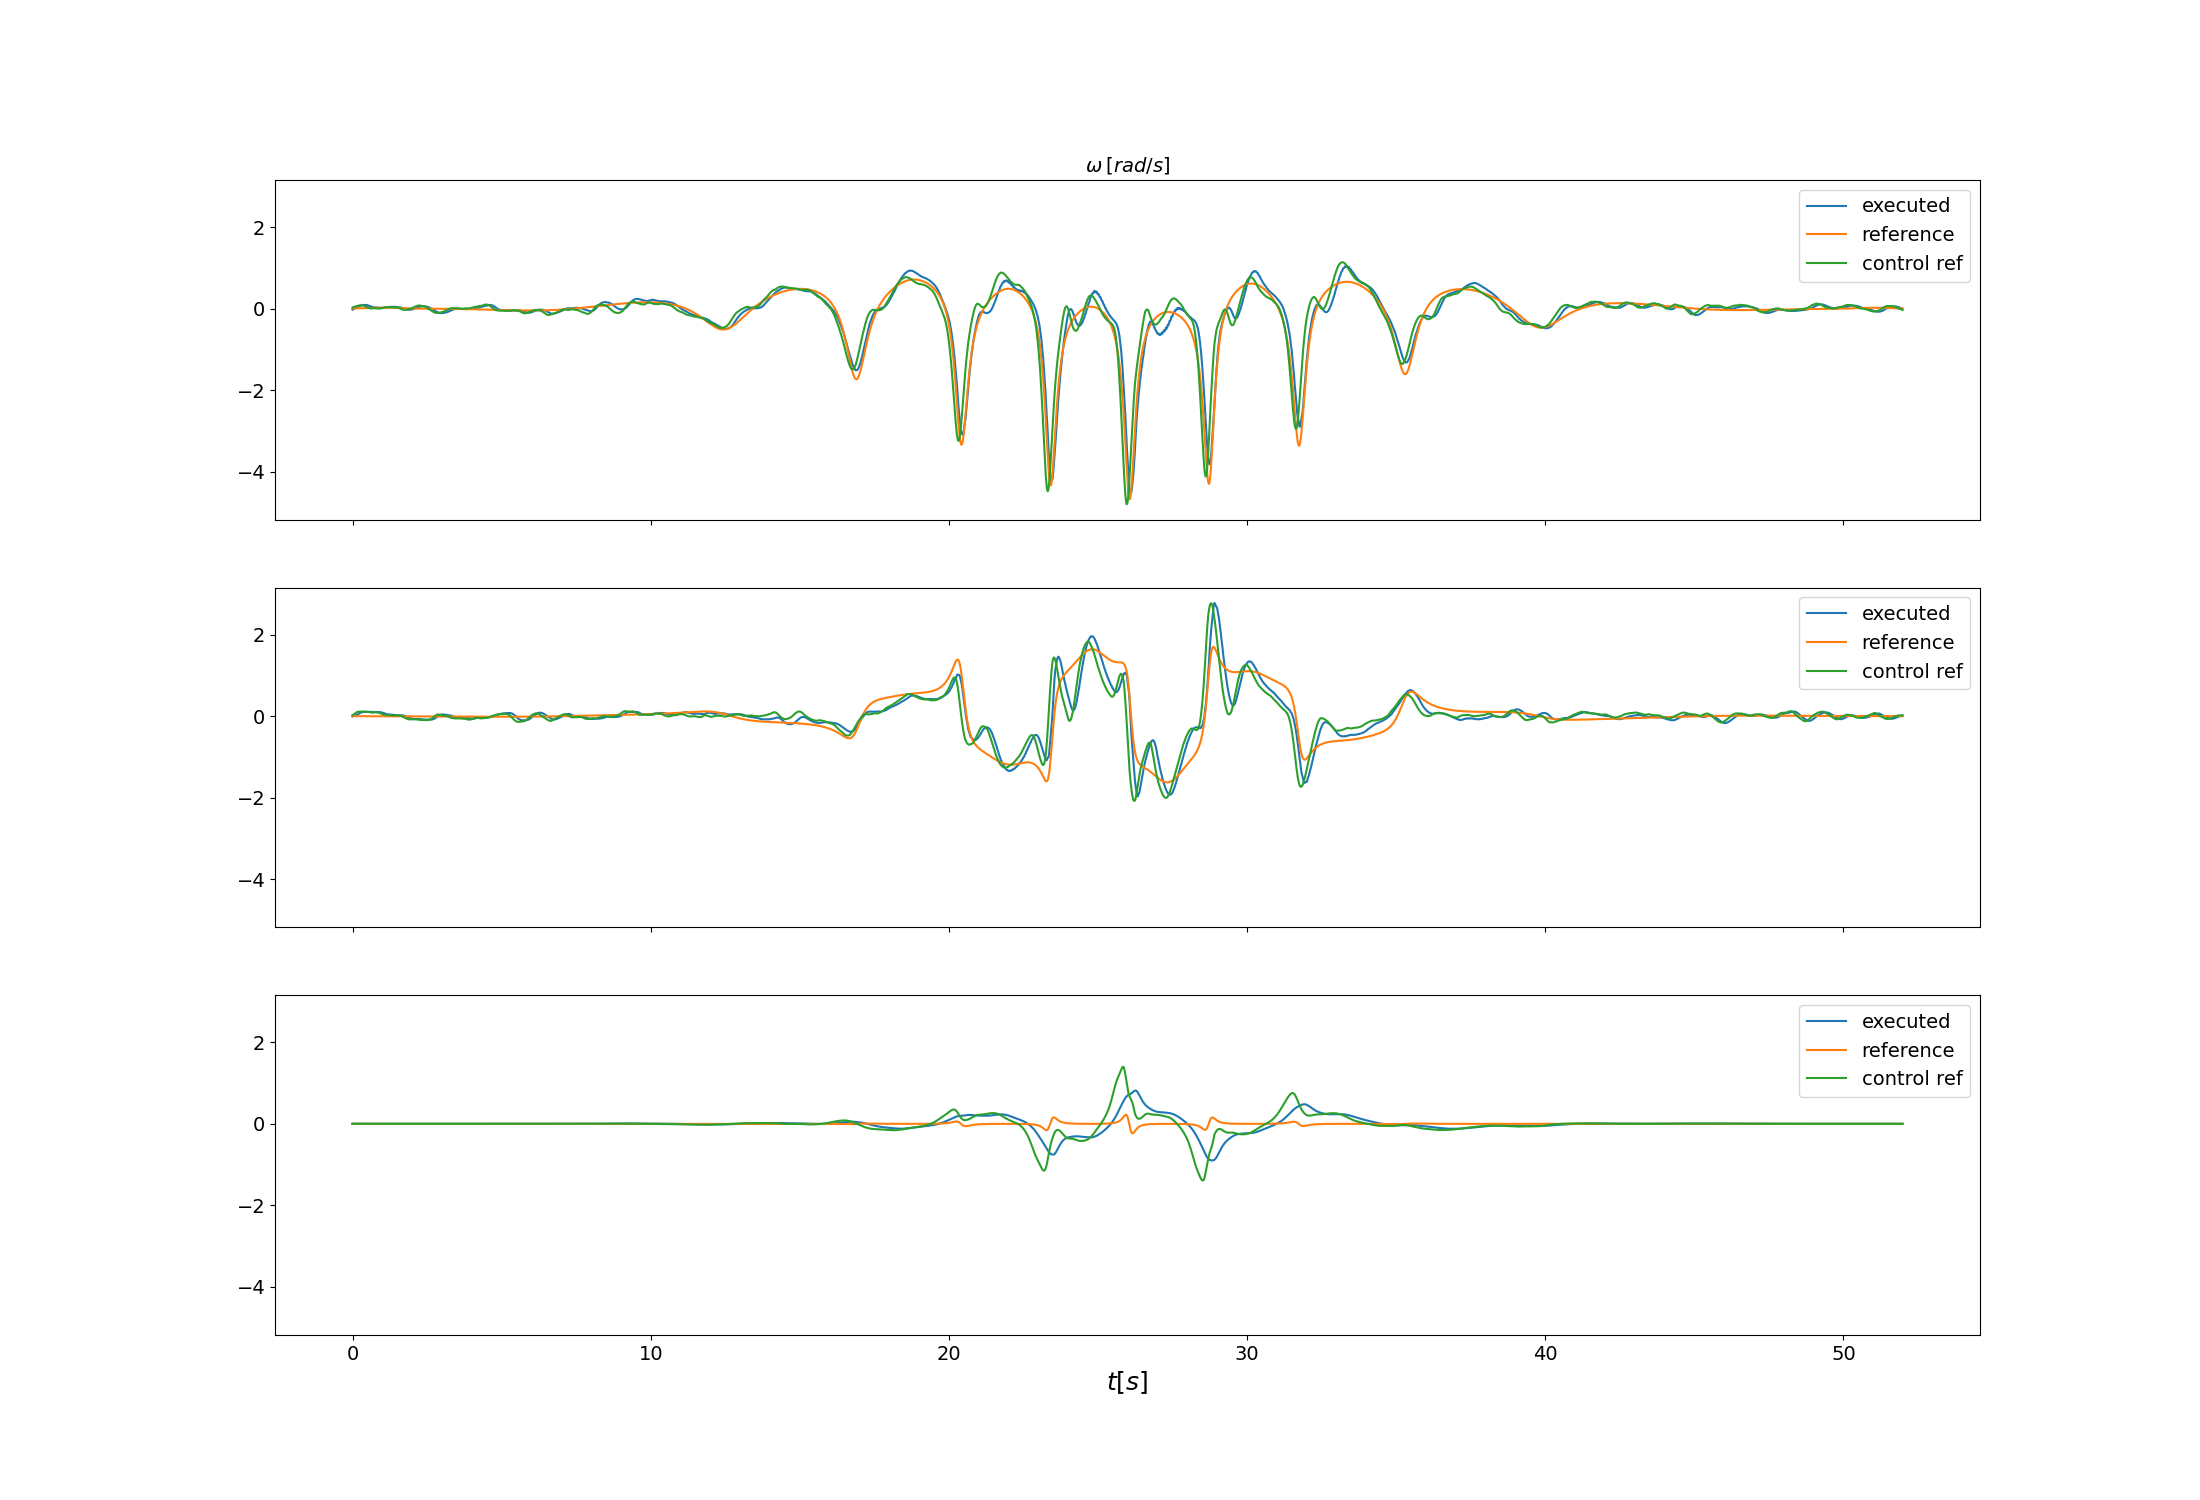 ω [rad/s]
2
0
−2
−4
executed
reference
control ref
2
0
−2
−4
executed
reference
control ref
2
0
−2
−4
executed
reference
control ref
0 10 20 30 40 50
t[s]